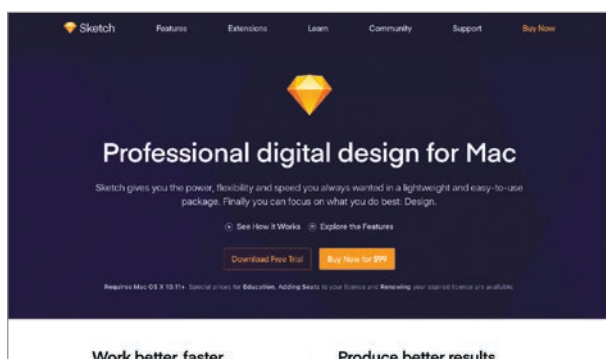 Sketch Features Extensions Learn Community Support Buy Now
Professional digital design for Mac
Sketch gives you the power, flexibility and speed you always wanted in a lightweight and easy-to-use
package. Finally you can focus on what you do best: Design.
See How it Works Explore the Features
Download Free Trial Buy Now for $99
Requires Mac OS X 10.11+ Special prices for Education, Adding Seats to your license and Renewing your expired license are available.
Work better, faster Produce better results